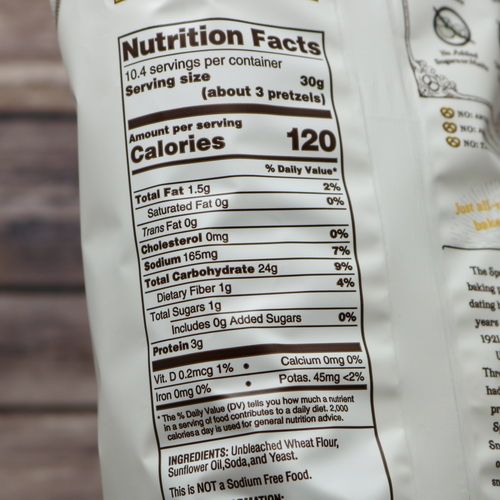 Nutrition Facts
10.4 servings per container
Serving size 30g
(about 3 pretzels)
Amount per serving
Calories 120
% Daily Value*
Total Fat 1.5g 2%
Saturated Fat 0g 0%
Trans Fat 0g
Cholesterol 0mg 0%
Sodium 165mg 7%
Total Carbohydrate 24g 9%
Dietary Fiber 1g 4%
Total Sugars 1g
Includes 0g Added Sugars 0%
Protein 3g
Vit. D 0.2mcg 1% • Calcium 0mg 0%
Iron 0mg 0% • Potas. 45mg <2%
*The % Daily Value (DV) tells you how much a nutrient
in a serving of food contributes to a daily diet. 2,000
calories a day is used for general nutrition advice.
INGREDIENTS: Unbleached Wheat Flour,
Sunflower Oil,Soda,and Yeast.
This is NOT a Sodium Free Food.
No Added
NO:
NO:
NO:
Just all-
bake
The
baking
dating
years
1921
Thr
had